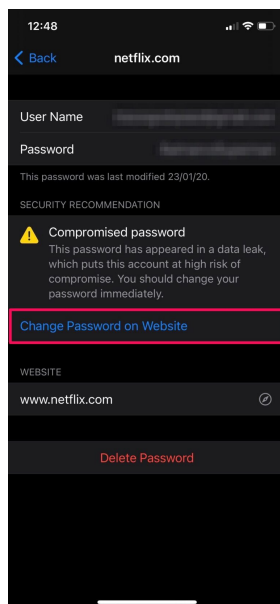 12:48
Back netflix.com
User Name
Password
This password was last modified 23/01/20.
SECURITY RECOMMENDATION
Compromised password
This password has appeared in a data leak,
which puts this account at high risk of
compromise. You should change your
password immediately.
Change Password on Website
WEBSITE
www.netflix.com
Delete Password